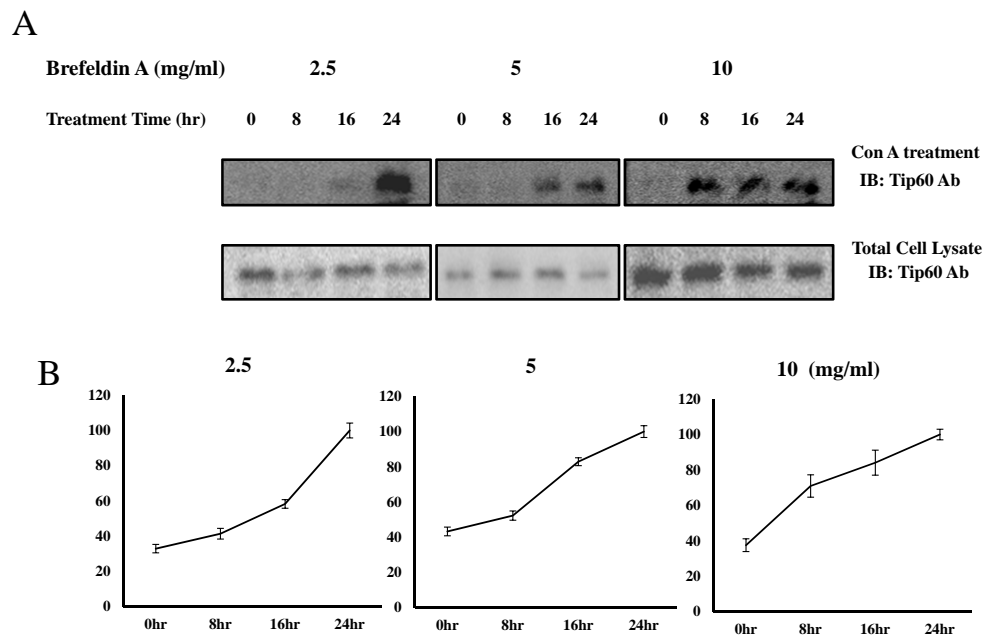 A
Brefeldin A (mg/ml) 2.5 5 10
Treatment Time (hr) 0 8 16 24 0 8 16 24 0 8 16 24
Con A treatment
IB: Tip60 Ab
Total Cell Lysate
IB: Tip60 Ab
B
2.5 5 10 (mg/ml)
120 120 120
100 100 100
80 80 80
60 60 60
40 40 40
20 20 20
0 0 0
0hr 8hr 16hr 24hr 0hr 8hr 16hr 24hr 0hr 8hr 16hr 24hr